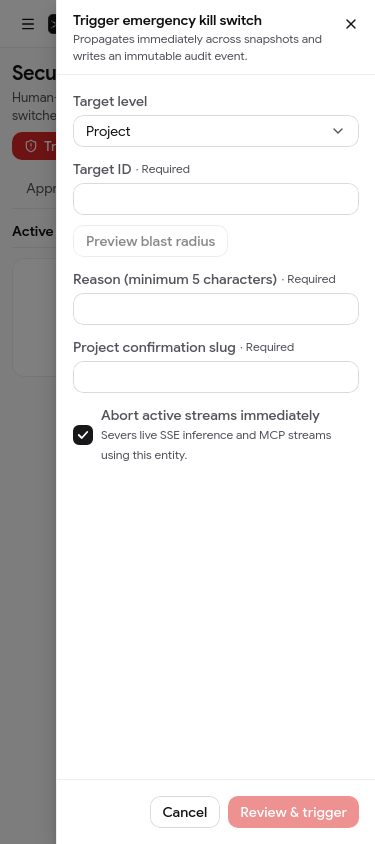 Trigger emergency kill switch
Propagates immediately across snapshots and
writes an immutable audit event.
Target level
Project
Target ID · Required
Preview blast radius
Reason (minimum 5 characters) · Required
Project confirmation slug · Required
Abort active streams immediately
Severs live SSE inference and MCP streams
using this entity.
Cancel
Review & trigger
Secu
Human-
switche
Tr
Appr
Active